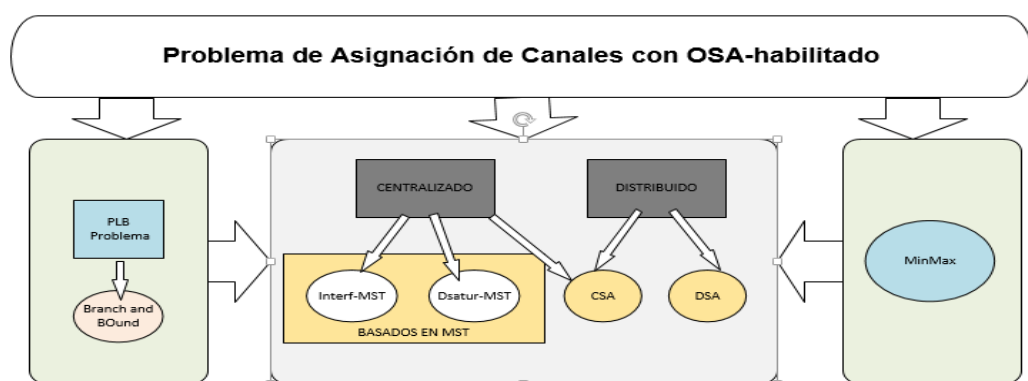 Problema de Asignación de Canales con OSA-habilitado
PLB
Problema
Branch and
BOund
CENTRALIZADO
DISTRIBUIDO
Interf-MST
Dsatur-MST
CSA
DSA
BASADOS EN MST
MinMax